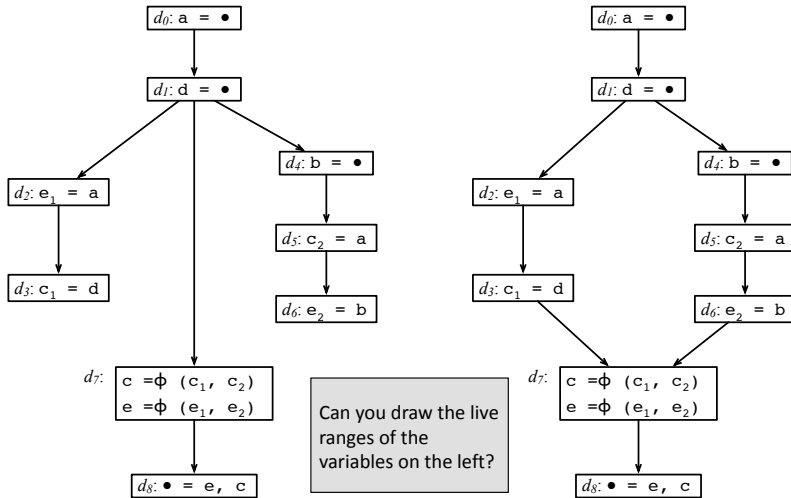 d0: a = ●
d1: d = ●
d4: b = ●
d2: e1 = a
d5: c2 = a
d3: c1 = d
d6: e2 = b
d7:
c =ϕ (c1, c2)
e =ϕ (e1, e2)
d8: ● = e, c
Can you draw the live
ranges of the
variables on the left?
d0: a = ●
d1: d = ●
d4: b = ●
d2: e1 = a
d5: c2 = a
d3: c1 = d
d6: e2 = b
d7:
c =ϕ (c1, c2)
e =ϕ (e1, e2)
d8: ● = e, c